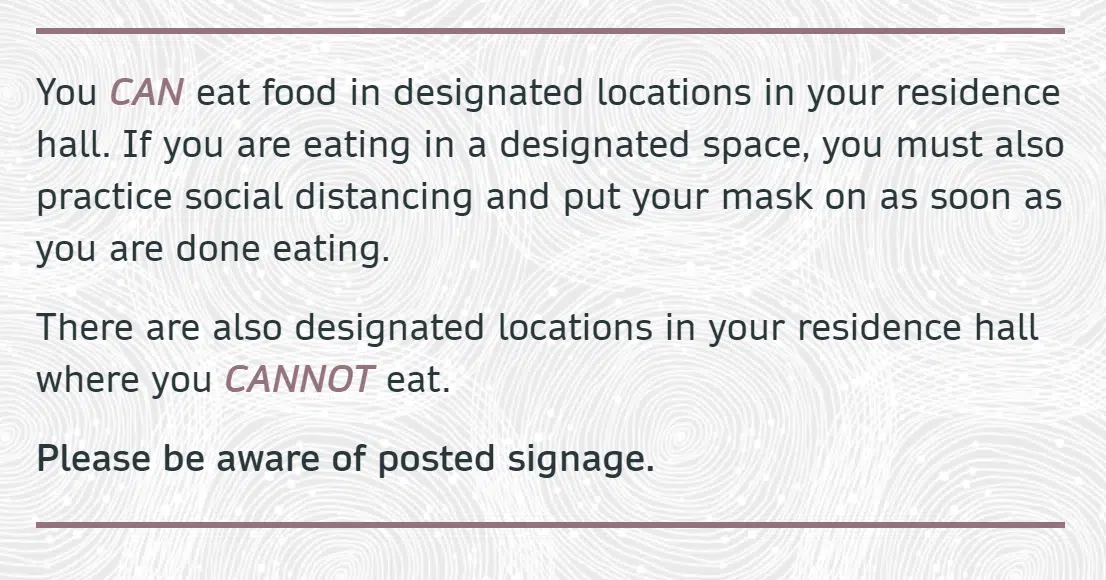 You CAN eat food in designated locations in your residence
hall. If you are eating in a designated space, you must also
practice social distancing and put your mask on as soon as
you are done eating.
There are also designated locations in your residence hall
where you CANNOT eat.
Please be aware of posted signage.